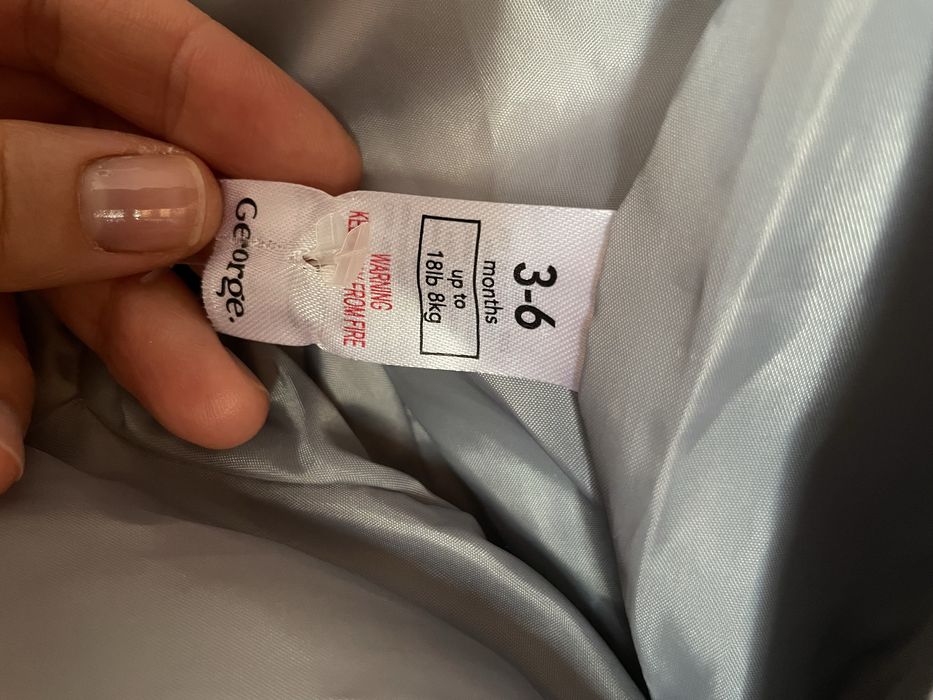 3-6
months
up to
18lb 8kg
WARNING
FROM FIRE
George.